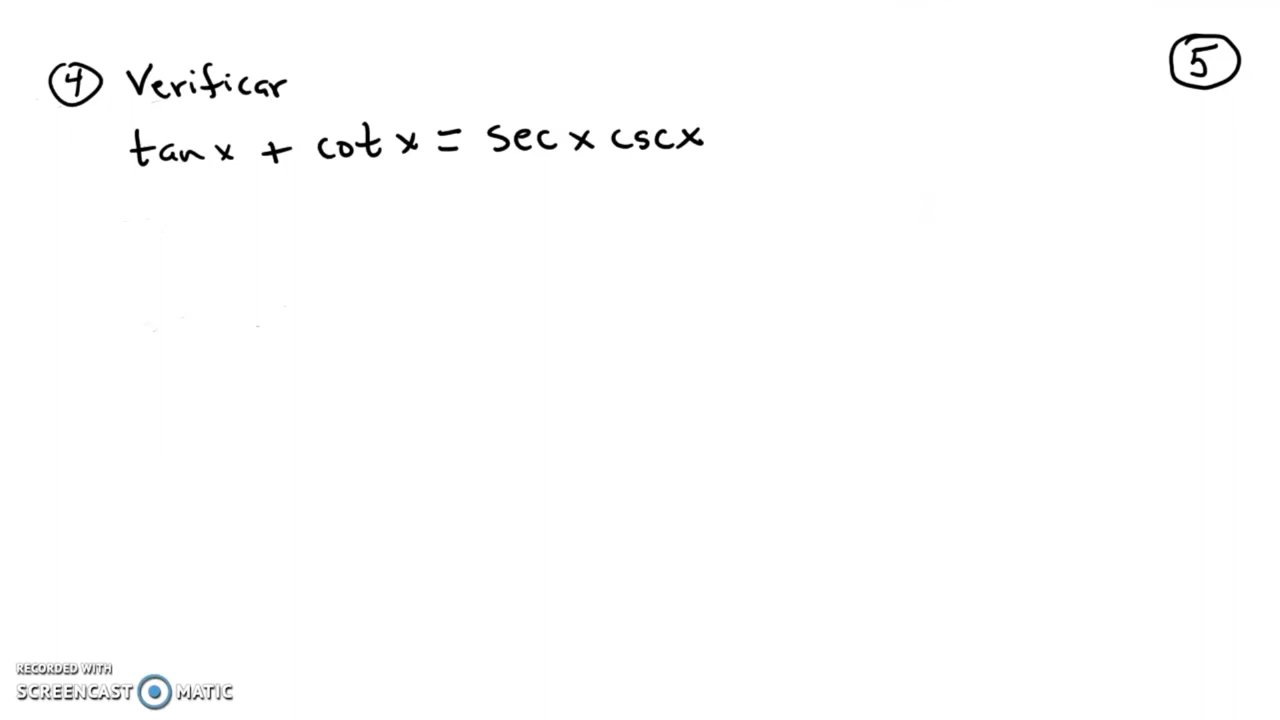 ④ Verificar
⑤
tan x + cot x = sec x csc x
RECORDED WITH
SCREENCAST MATIC